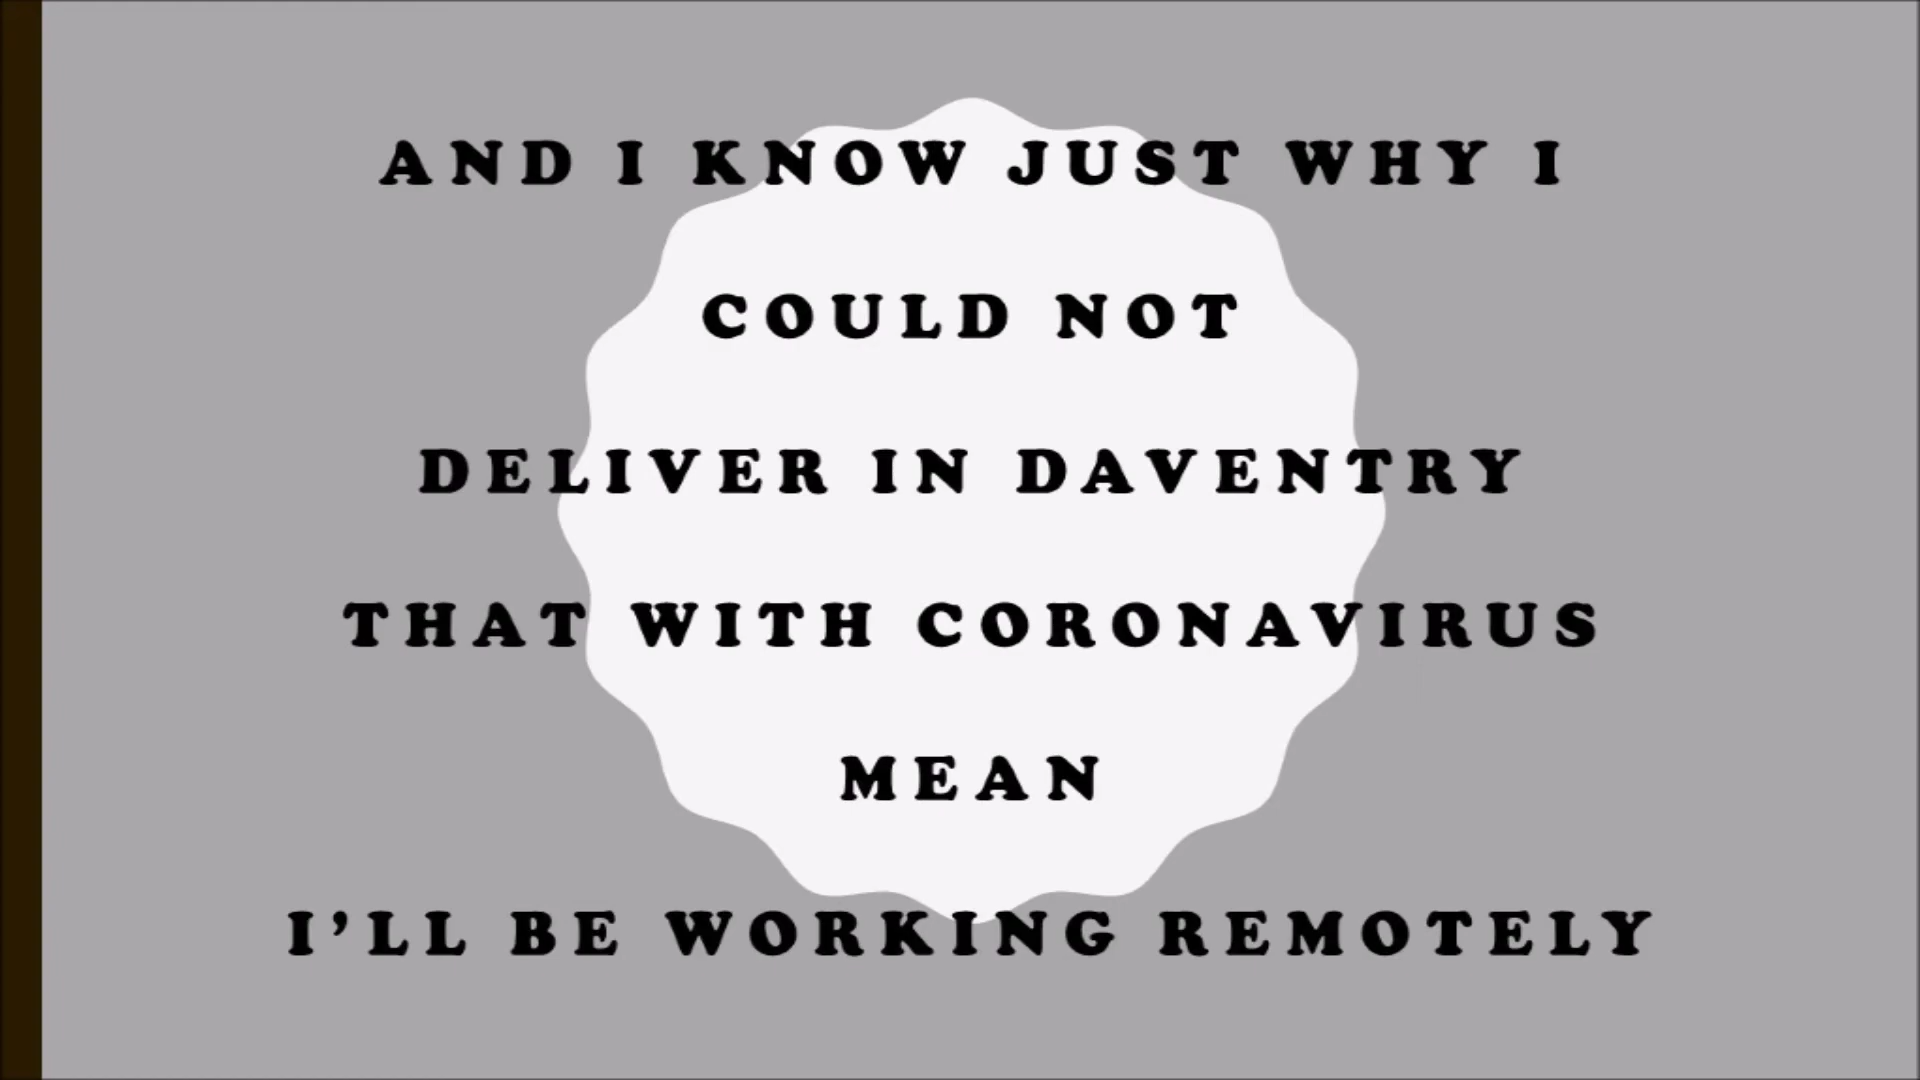 AND I KNOW JUST WHY I
COULD NOT
DELIVER IN DAVENTRY
THAT WITH CORONAVIRUS
MEAN
I’LL BE WORKING REMOTELY